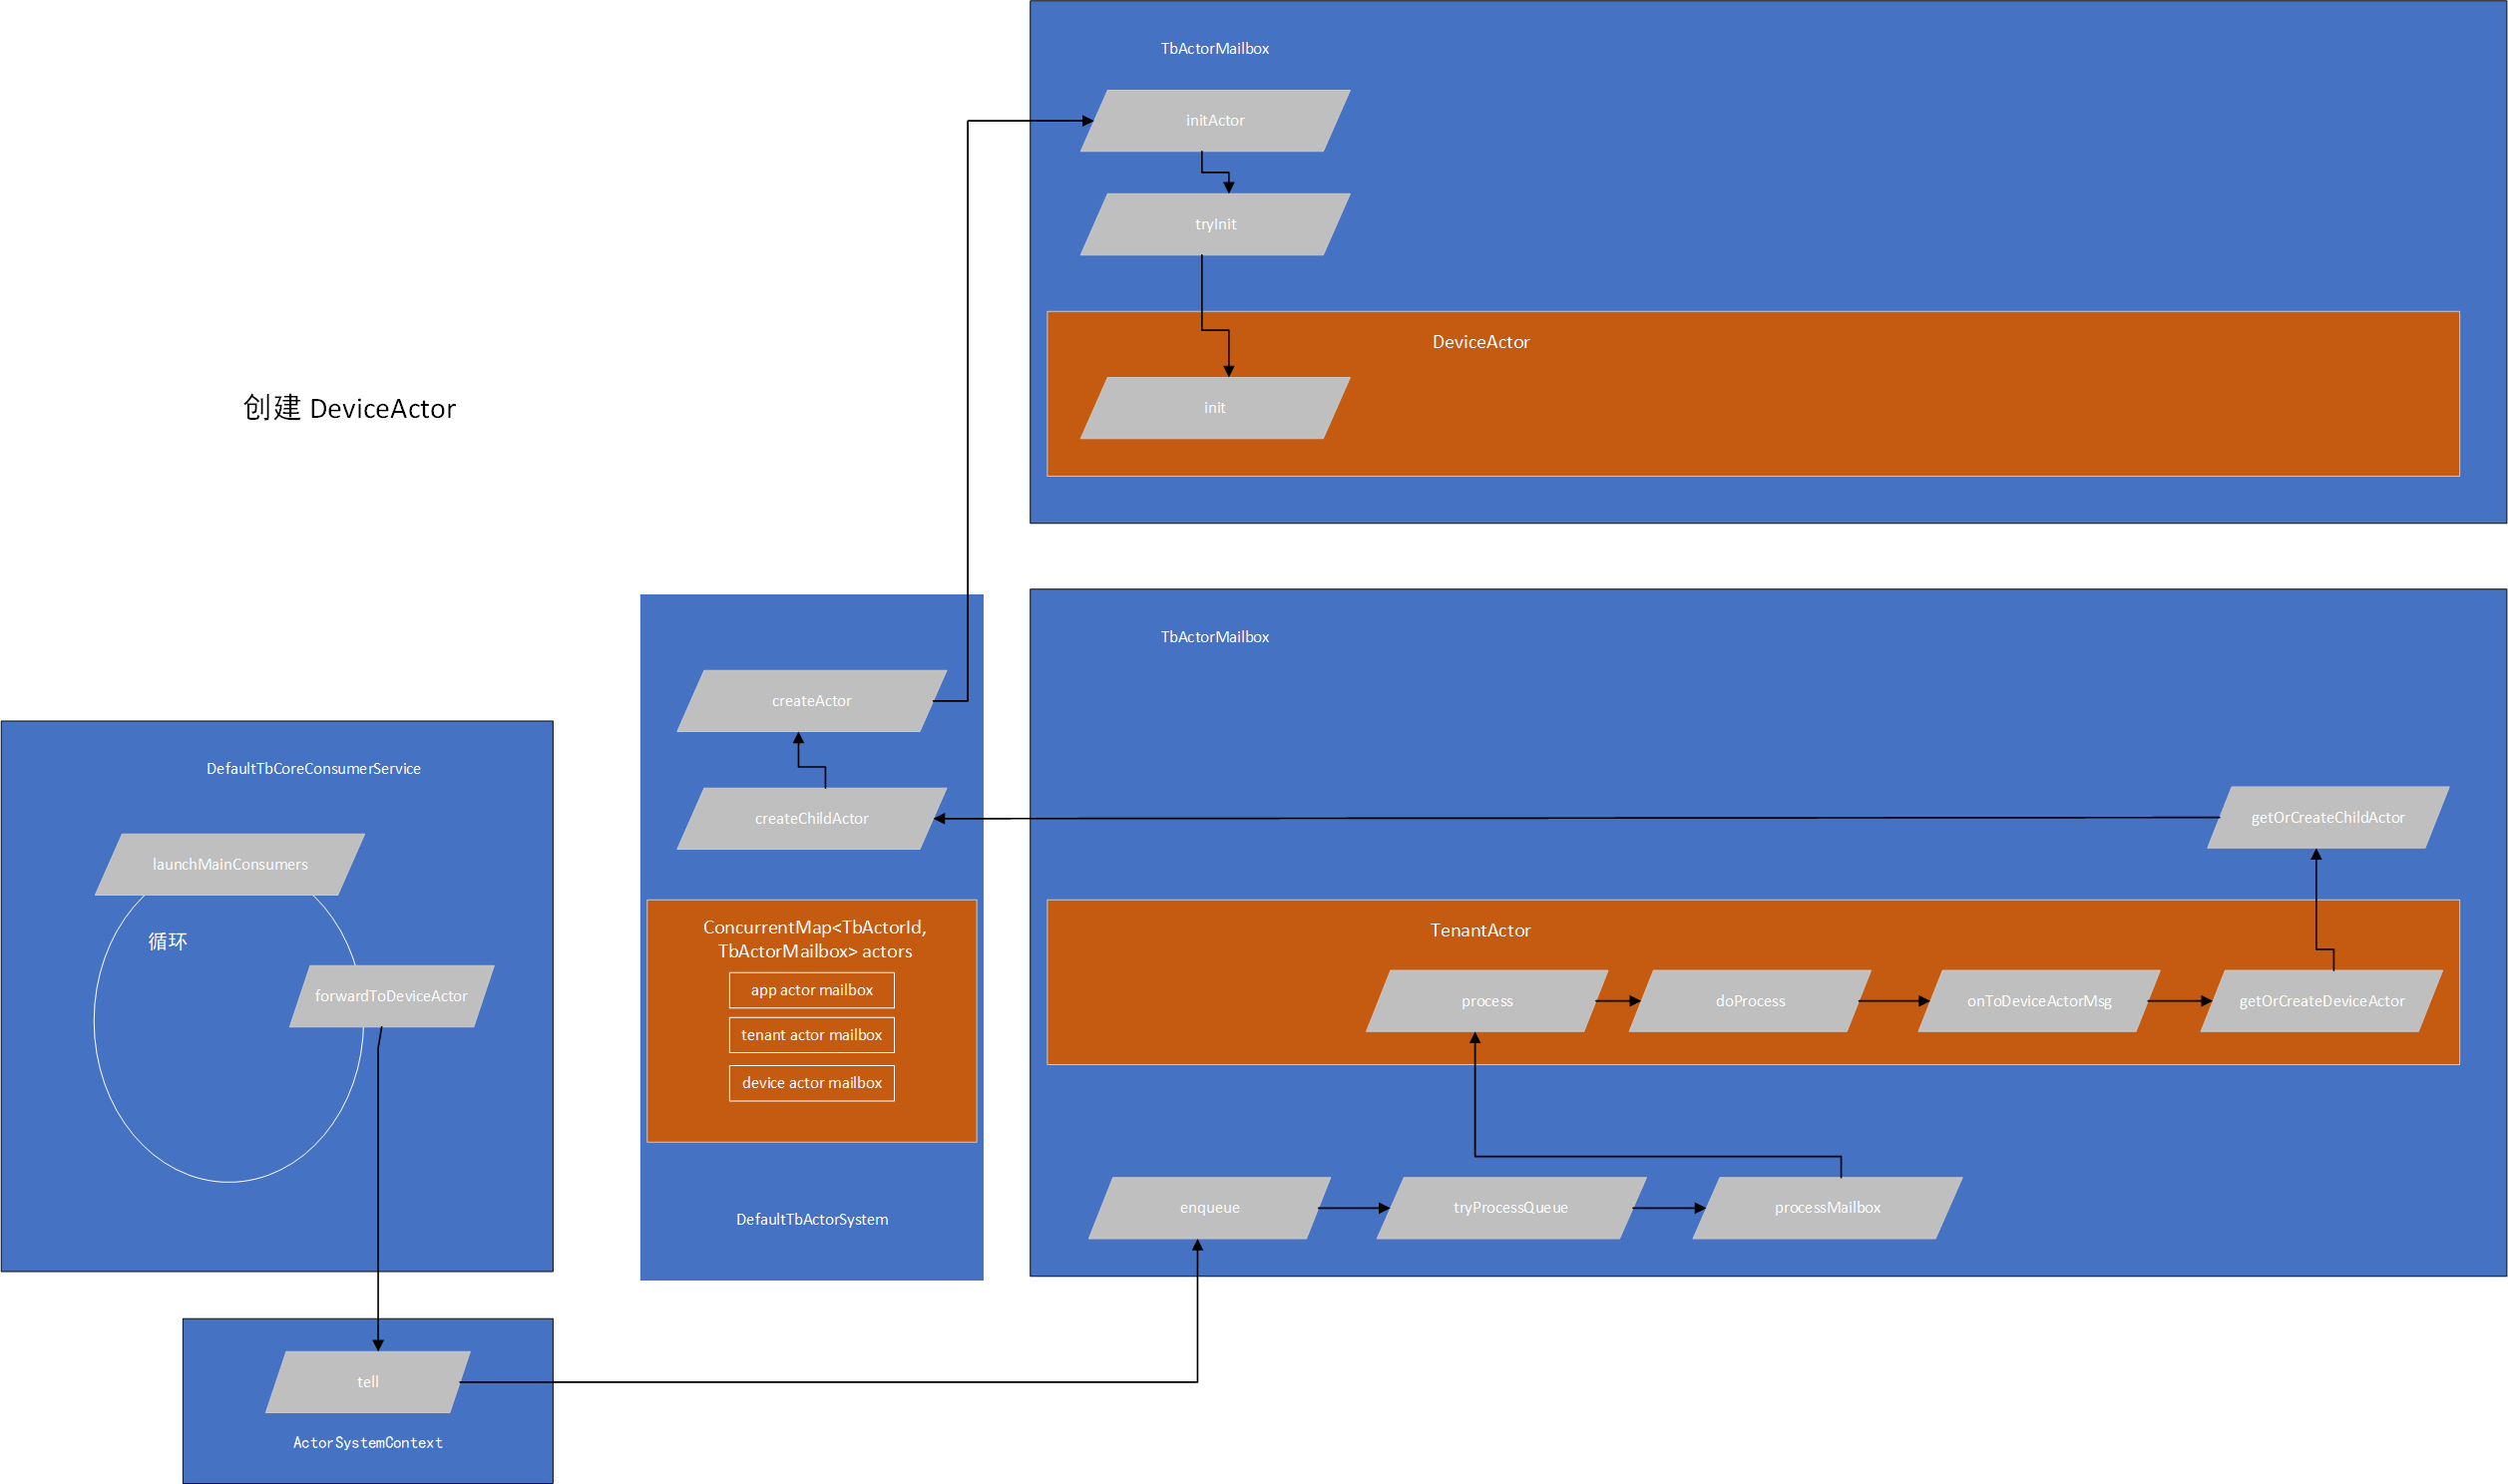 TbActorMailbox
initActor
tryInit
DeviceActor
init
创建 DeviceActor
TbActorMailbox
createActor
DefaultTbCoreConsumerService
createChildActor
getOrCreateChildActor
launchMainConsumers
循环
forwardToDeviceActor
ConcurrentMap<TbActorId,
TbActorMailbox> actors
app actor mailbox
tenant actor mailbox
device actor mailbox
DefaultTbActorSystem
TenantActor
process
doProcess
onToDeviceActorMsg
getOrCreateDeviceActor
enqueue
tryProcessQueue
processMailbox
tell
ActorSystemContext